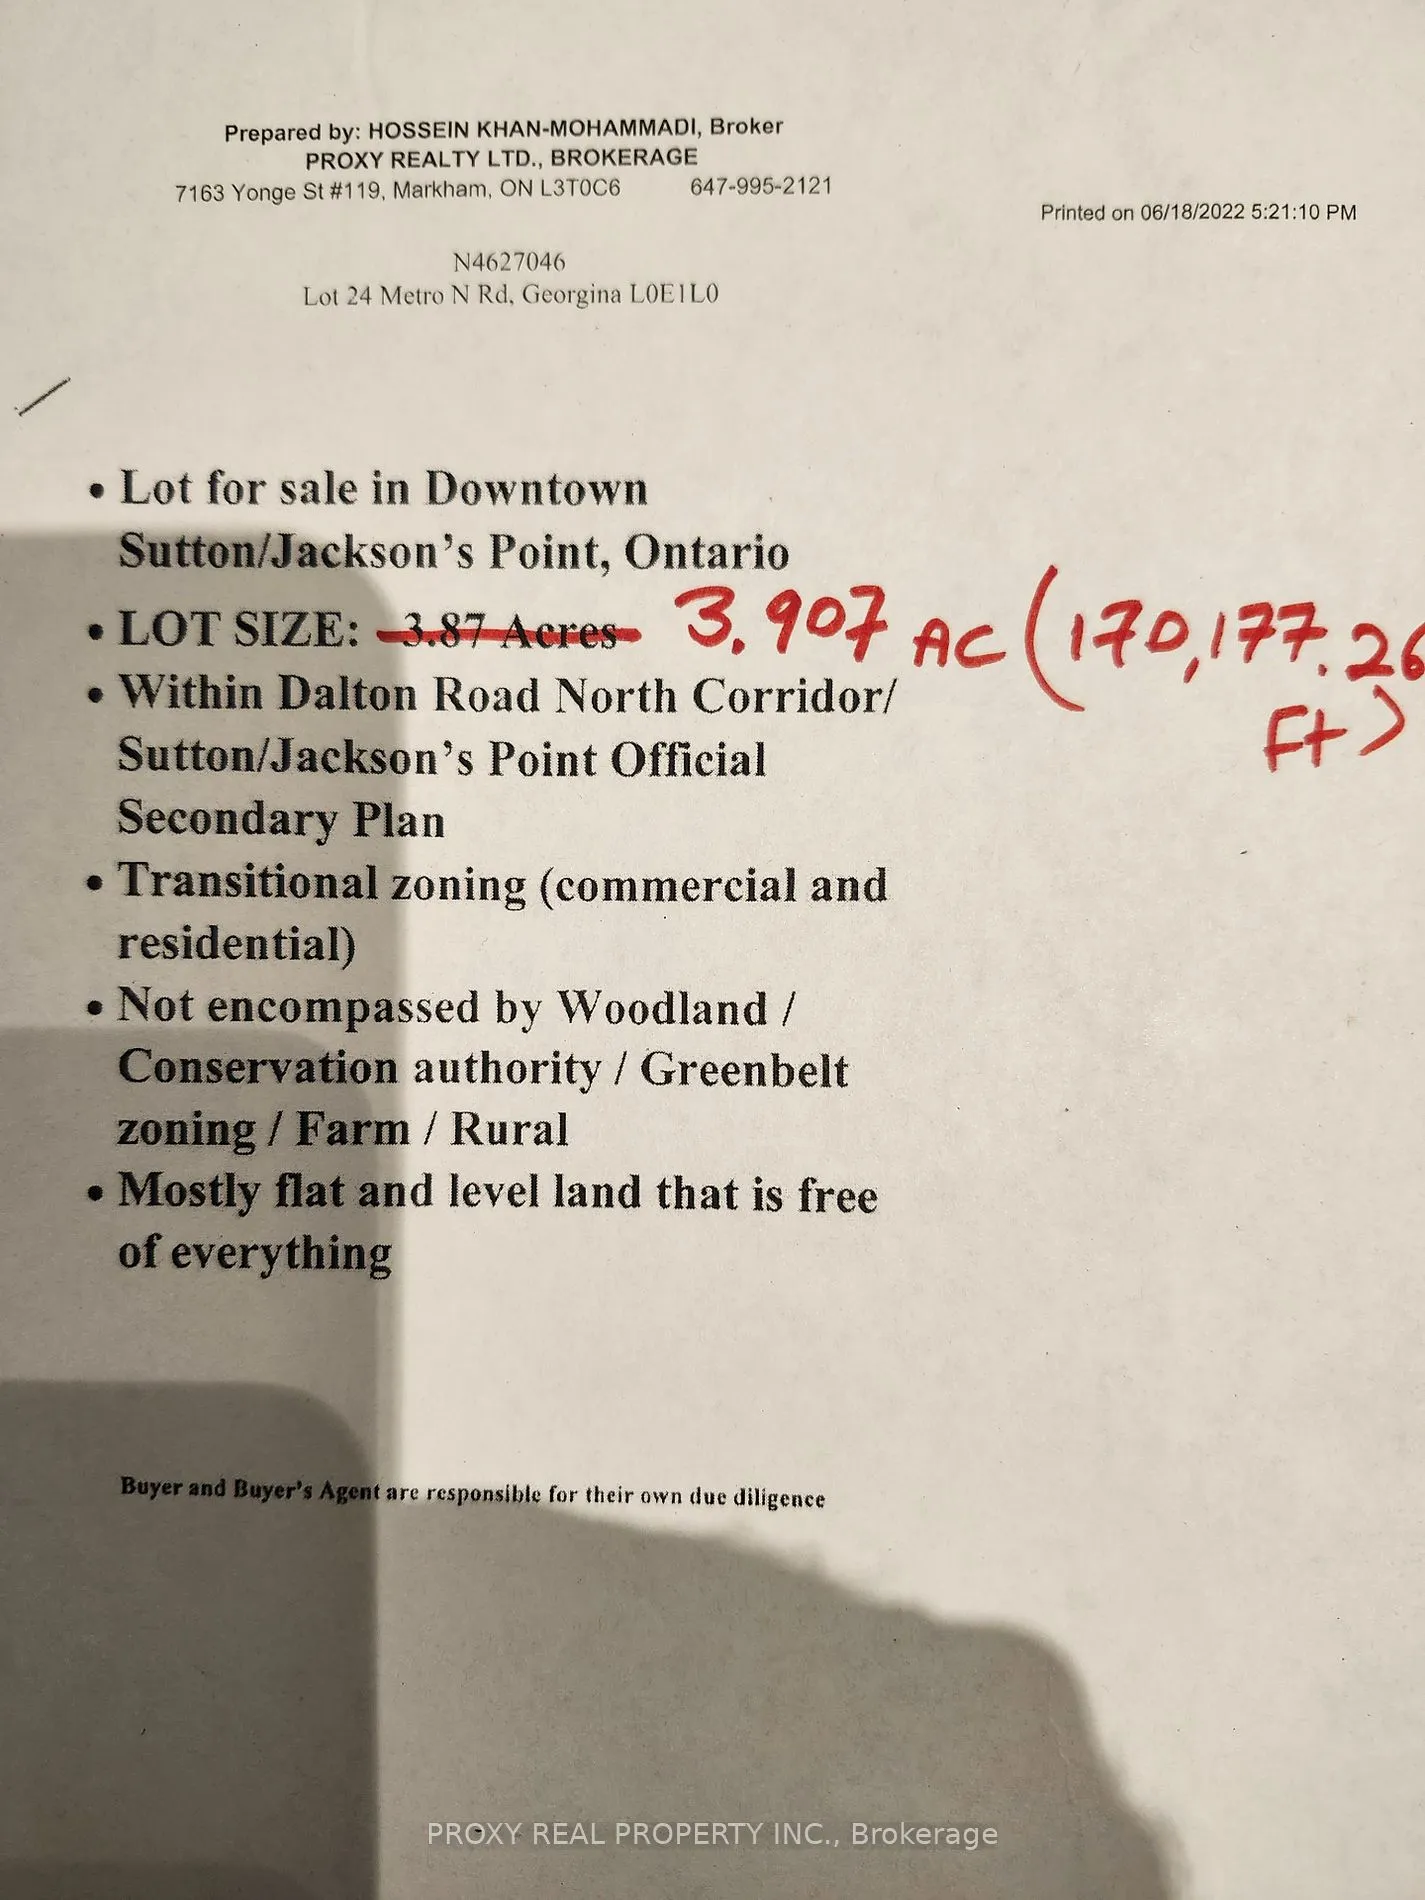 Prepared by: HOSSEIN KHAN-MOHAMMADI, Broker
PROXY REALTY LTD., BROKERAGE
7163 Yonge St #119, Markham, ON L3T0C6 647-995-2121
Printed on 06/18/2022 5:21:10 PM
N4627046
Lot 24 Metro N Rd, Georgina L0E1L0
• Lot for sale in Downtown
Sutton/Jackson's Point, Ontario
• LOT SIZE: 3.87 Acres 3.907 AC (170,177.26
Ft)
• Within Dalton Road North Corridor/
Sutton/Jackson's Point Official
Secondary Plan
• Transitional zoning (commercial and
residential)
• Not encompassed by Woodland /
Conservation authority / Greenbelt
zoning / Farm / Rural
• Mostly flat and level land that is free
of everything
Buyer and Buyer's Agent are responsible for their own due diligence
PROXY REAL PROPERTY INC., Brokerage